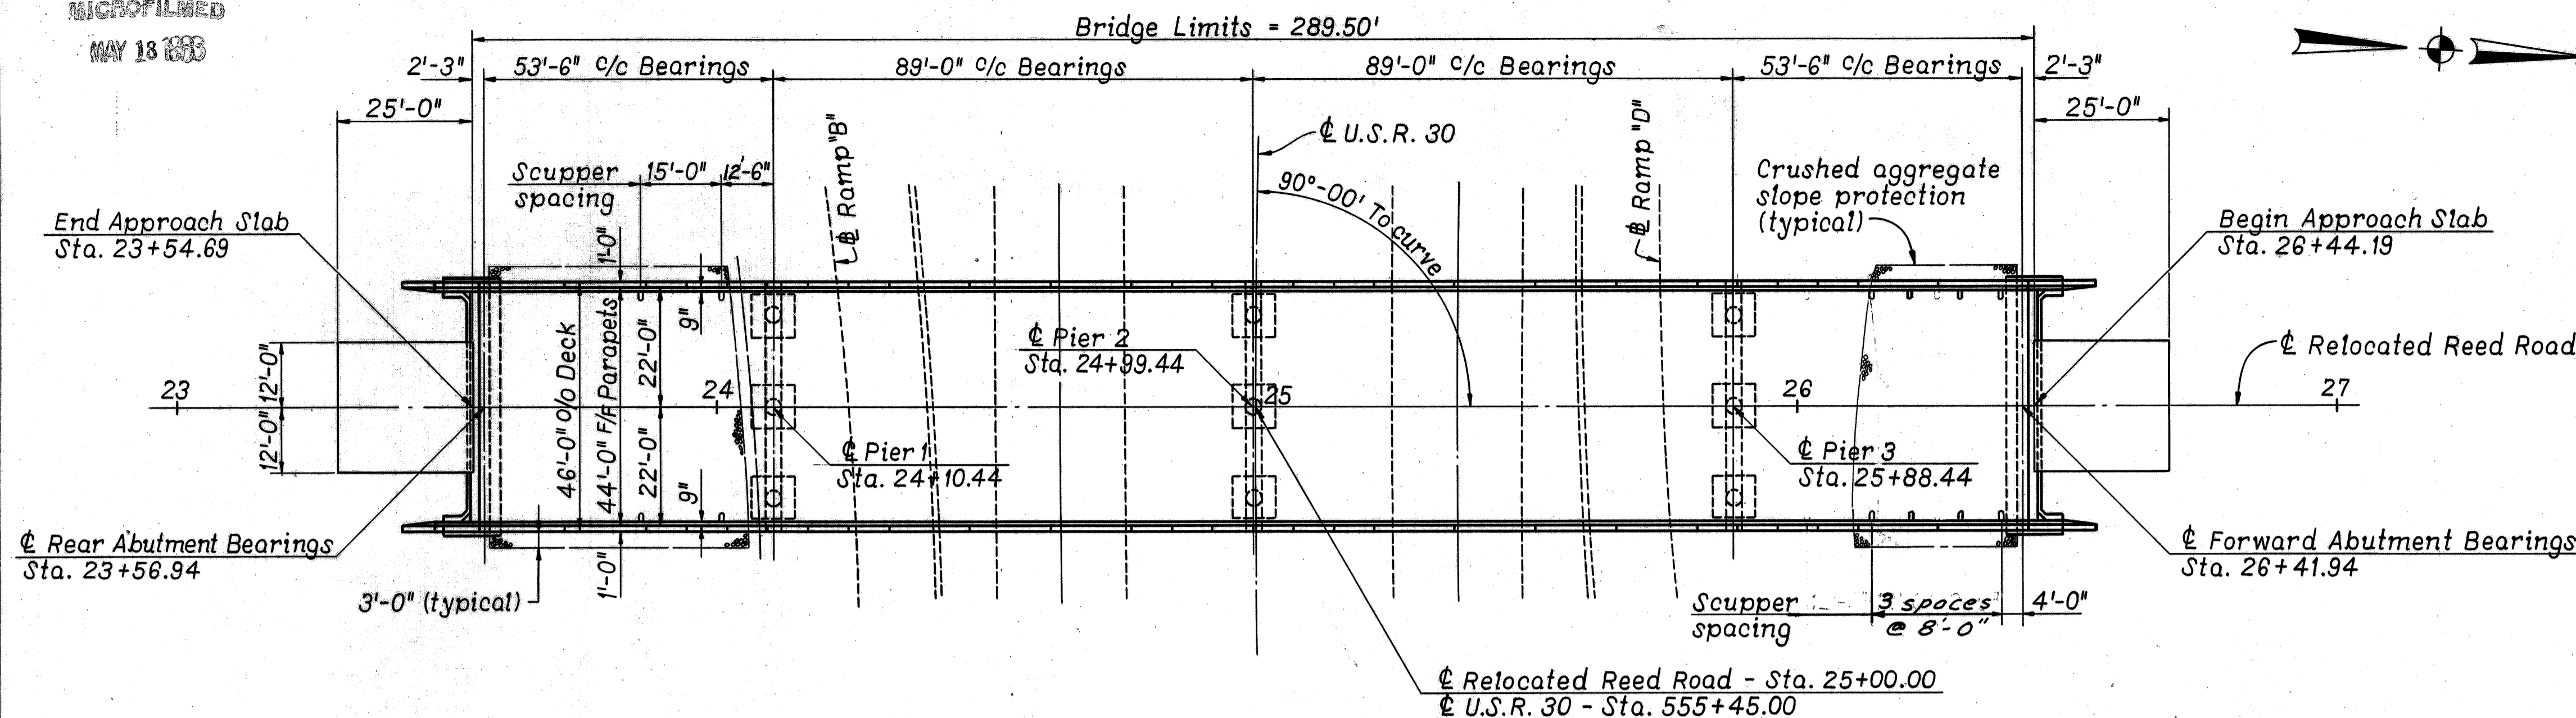 MICROFILMED
MAY 18 1983
Bridge Limits = 289.50'
2'-3"
53'-6" c/c Bearings
89'-0" c/c Bearings
89'-0" c/c Bearings
53'-6" c/c Bearings
2'-3"
25'-0"
25'-0"
℄ U.S.R. 30
Scupper
spacing
15'-0"
12'-6"
℄ Ramp "B"
90°-00' To curve
℄ Ramp "D"
Crushed aggregate
slope protection
(typical)
End Approach Slab
Sta. 23+54.69
Begin Approach Slab
Sta. 26+44.19
1'-0"
9"
46'-0" O/O Deck
44'-0" F/F Parapets
22'-0"
22'-0"
9"
1'-0"
12'-0"
12'-0"
℄ Pier 2
Sta. 24+99.44
℄ Relocated Reed Road
23
24
25
26
27
℄ Pier 1
Sta. 24+10.44
℄ Pier 3
Sta. 25+88.44
℄ Rear Abutment Bearings
Sta. 23+56.94
℄ Forward Abutment Bearings
Sta. 26+41.94
3'-0" (typical)
Scupper
spacing
3 spaces
@ 8'-0"
4'-0"
℄ Relocated Reed Road - Sta. 25+00.00
℄ U.S.R. 30 - Sta. 555+45.00